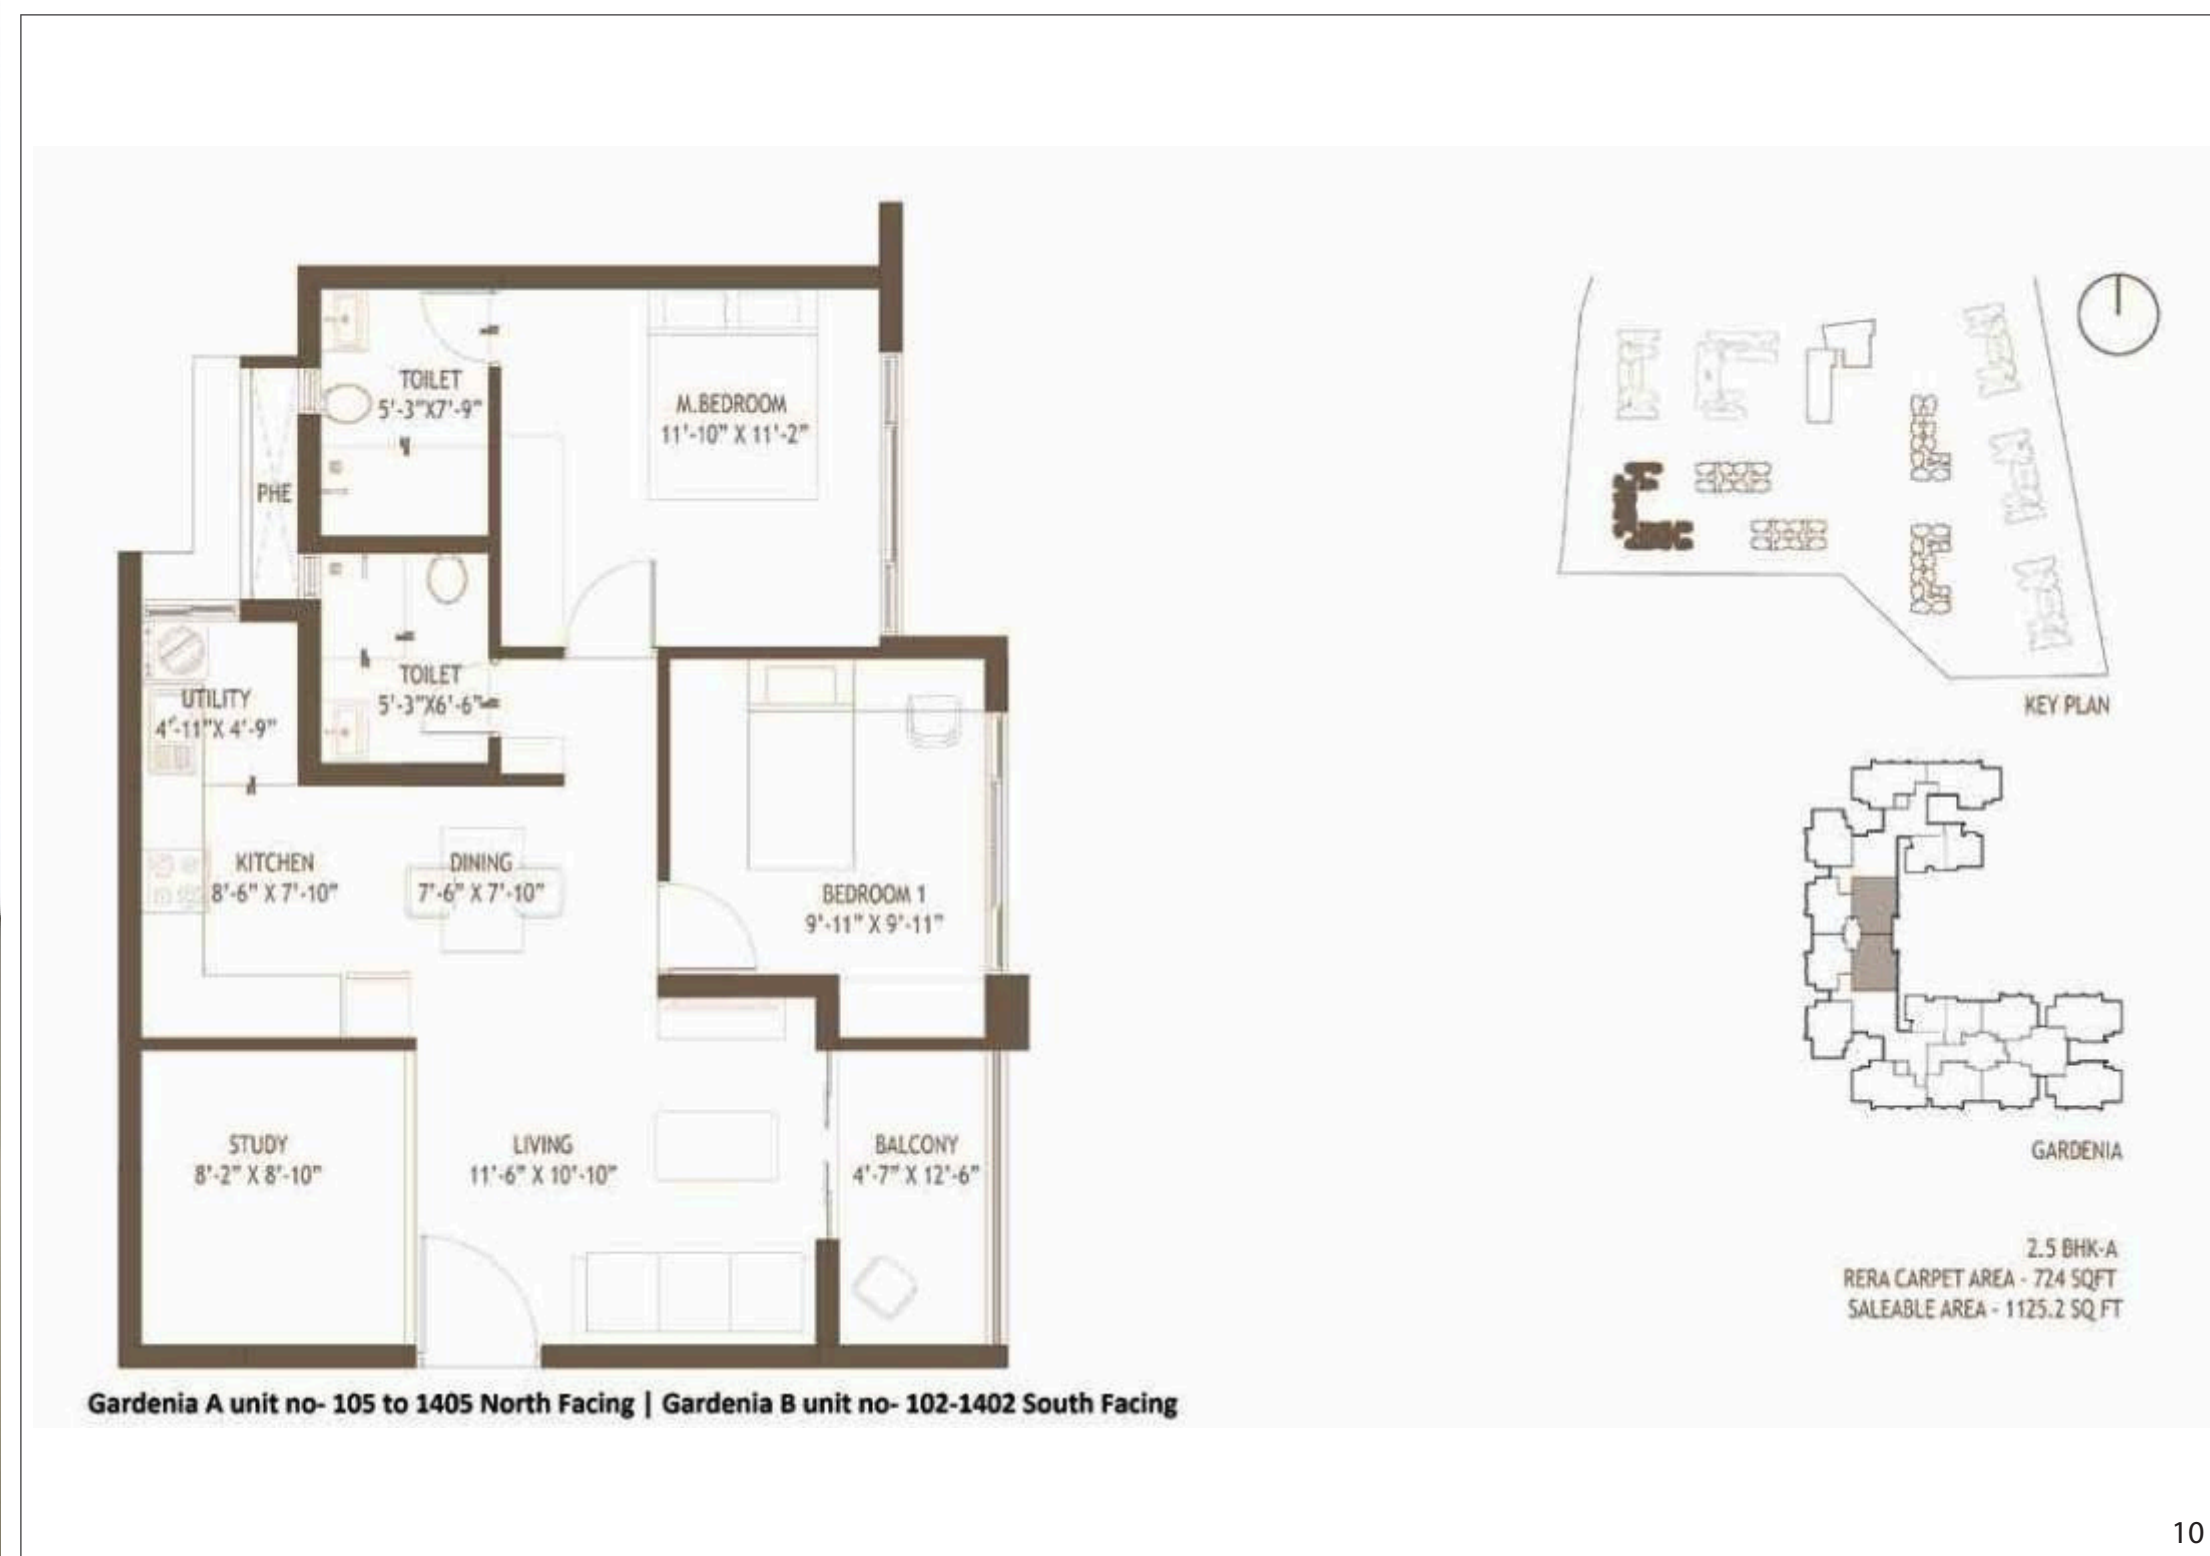 TOILET
5'-3"X7'-9"
M.BEDROOM
11'-10" X 11'-2"
PHE
TOILET
5'-3"X6'-6"
UTILITY
4'-11"X 4'-9"
KITCHEN
8'-6" X 7'-10"
DINING
7'-6" X 7'-10"
BEDROOM 1
9'-11" X 9'-11"
STUDY
8'-2" X 8'-10"
LIVING
11'-6" X 10'-10"
BALCONY
4'-7" X 12'-6"
Gardenia A unit no- 105 to 1405 North Facing | Gardenia B unit no- 102-1402 South Facing
KEY PLAN
GARDENIA
2.5 BHK-A
RERA CARPET AREA - 724 SQFT
SALEABLE AREA - 1125.2 SQ FT
10